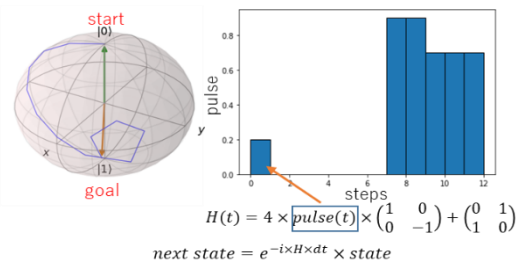 start
|0⟩
y
x
|1⟩
goal
pulse
0.8
0.6
0.4
0.2
0.0
0 2 4 6 8 10 12
steps
H(t) = 4 × pulse(t) × (1 0 0 −1) + (0 1 1 0)
next state = e^{−i×H×dt} × state